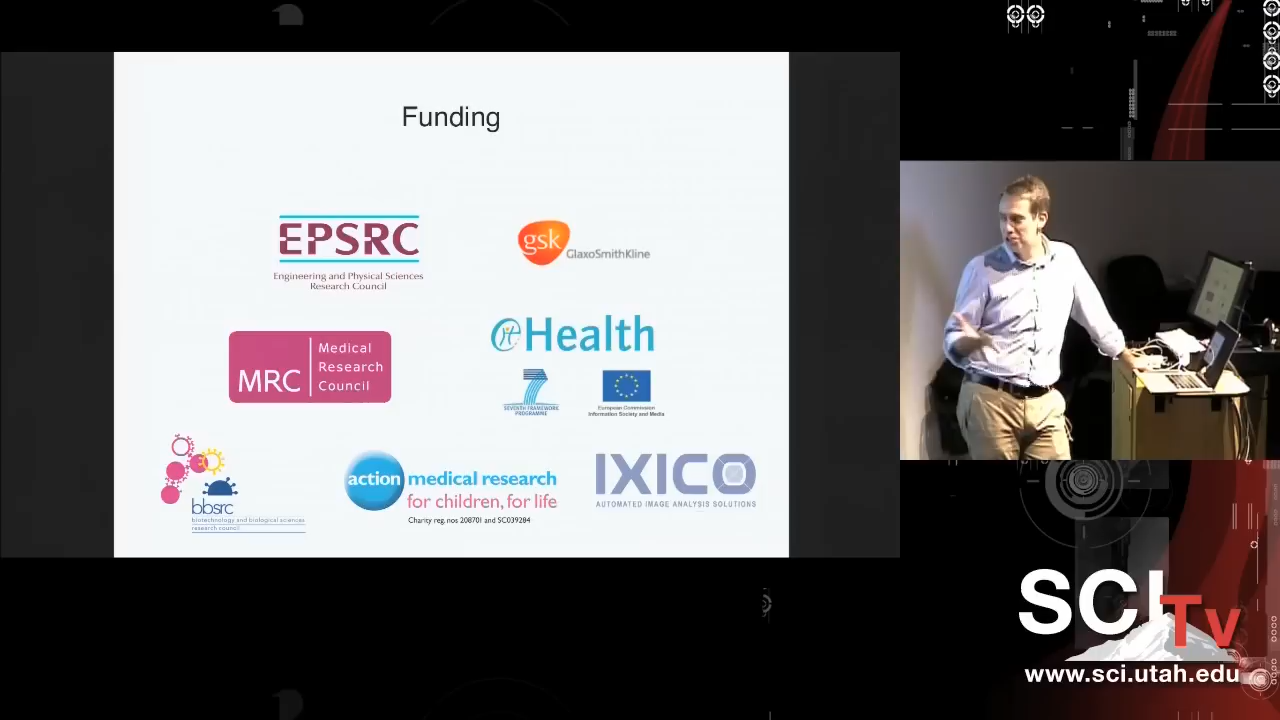 Funding
EPSRC
Engineering and Physical Sciences
Research Council
gsk
GlaxoSmithKline
MRC
Medical
Research
Council
eHealth
SEVENTH FRAMEWORK
PROGRAMME
European Commission
Information Society and Media
bbsrc
biotechnology and biological sciences
research council
action medical research
for children, for life
Charity reg. nos 208701 and SC039284
IXICO
AUTOMATED IMAGE ANALYSIS SOLUTIONS
SCI
TV
www.sci.utah.edu